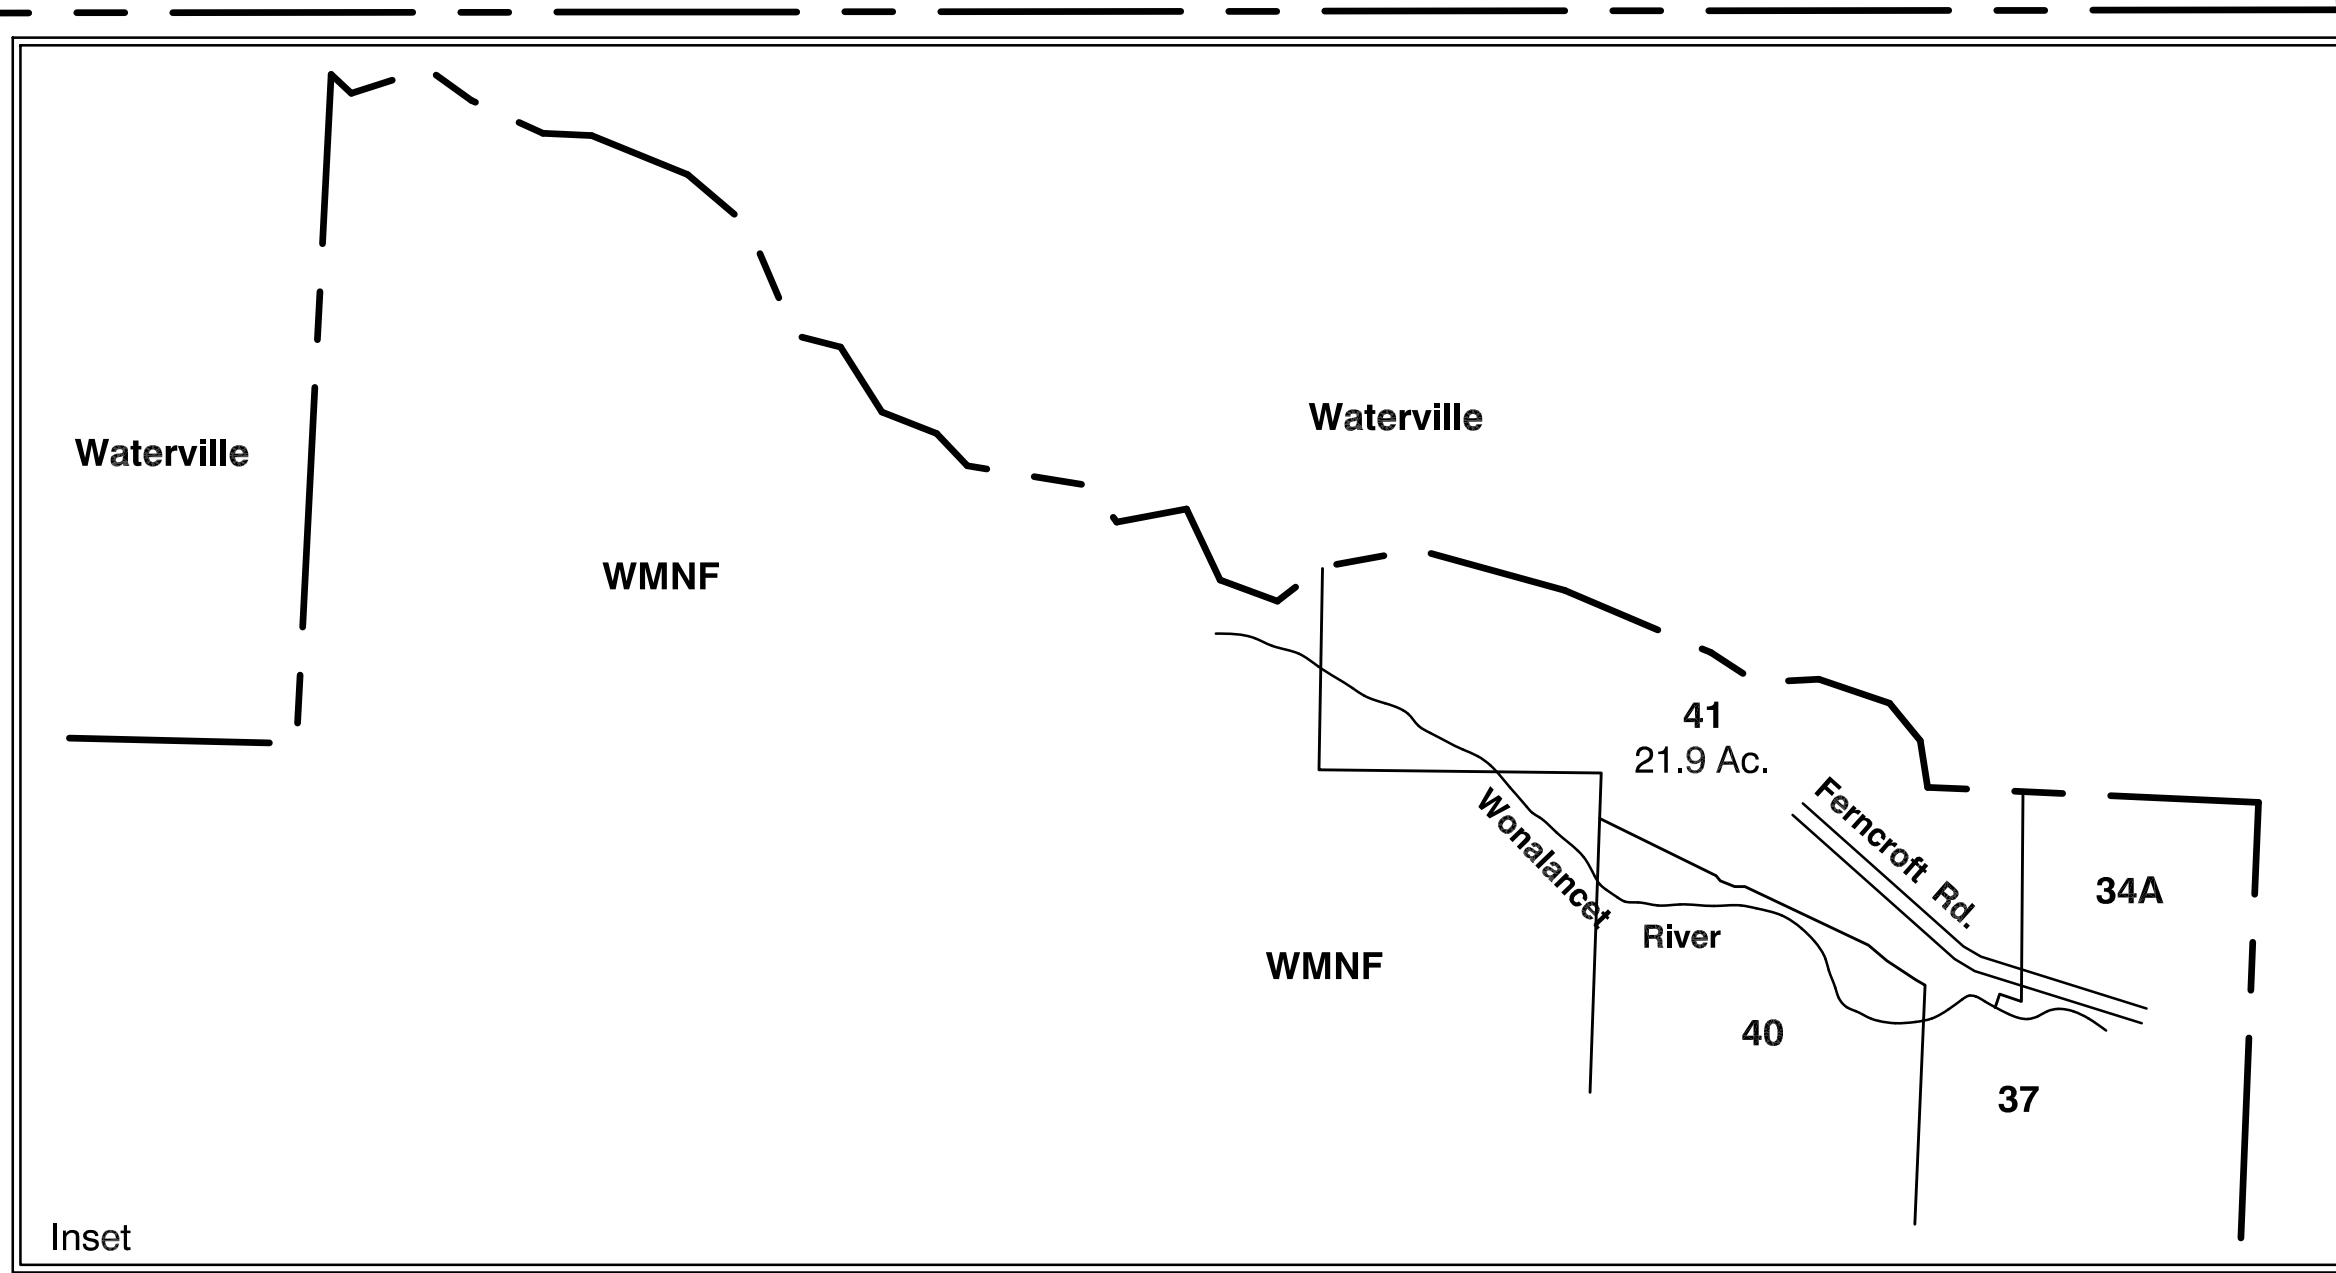 Waterville
Waterville
WMNF
41
21.9 Ac.
Ferncroft Rd.
Wonalancet
River
34A
WMNF
40
37
Inset